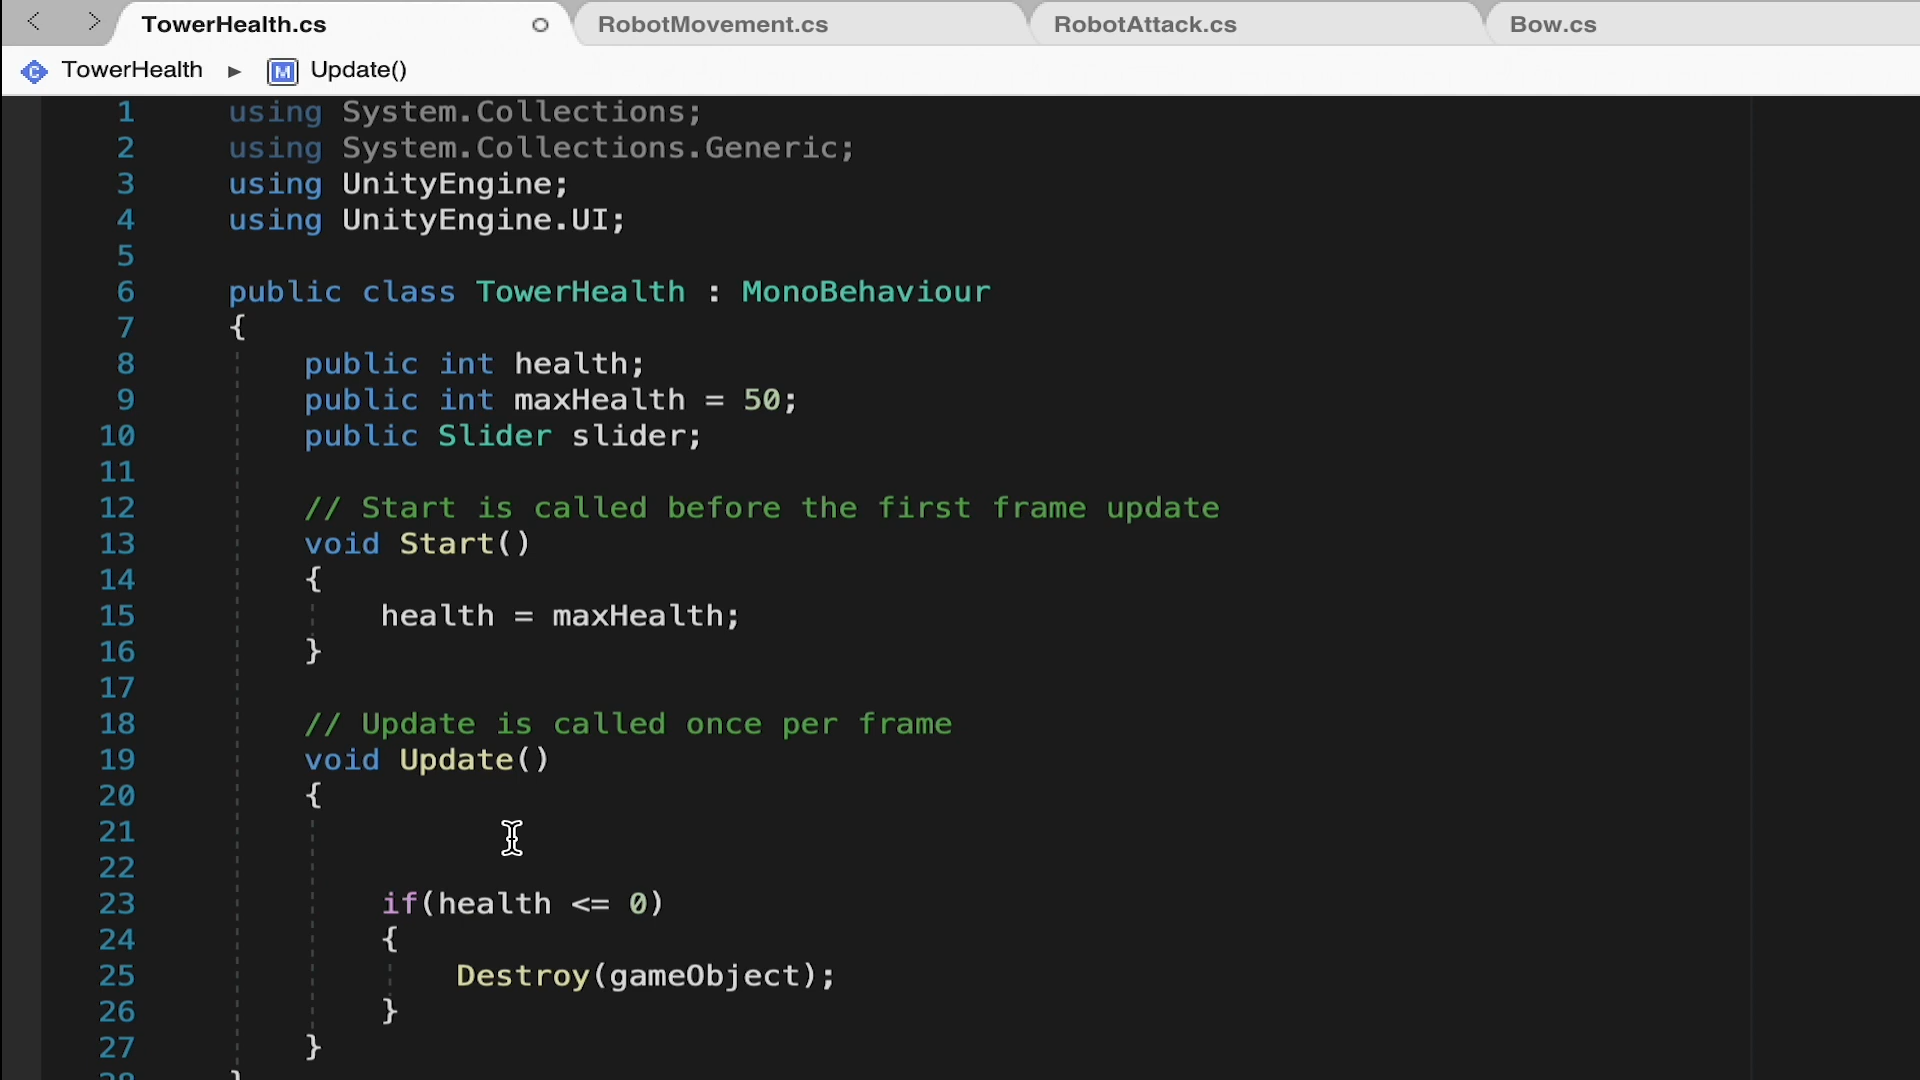 TowerHealth.cs
RobotMovement.cs
RobotAttack.cs
Bow.cs
TowerHealth ▸ M Update()
1 using System.Collections;
2 using System.Collections.Generic;
3 using UnityEngine;
4 using UnityEngine.UI;
5
6 public class TowerHealth : MonoBehaviour
7 {
8 public int health;
9 public int maxHealth = 50;
10 public Slider slider;
11
12 // Start is called before the first frame update
13 void Start()
14 {
15 health = maxHealth;
16 }
17
18 // Update is called once per frame
19 void Update()
20 {
21
22
23 if(health <= 0)
24 {
25 Destroy(gameObject);
26 }
27 }
28 }